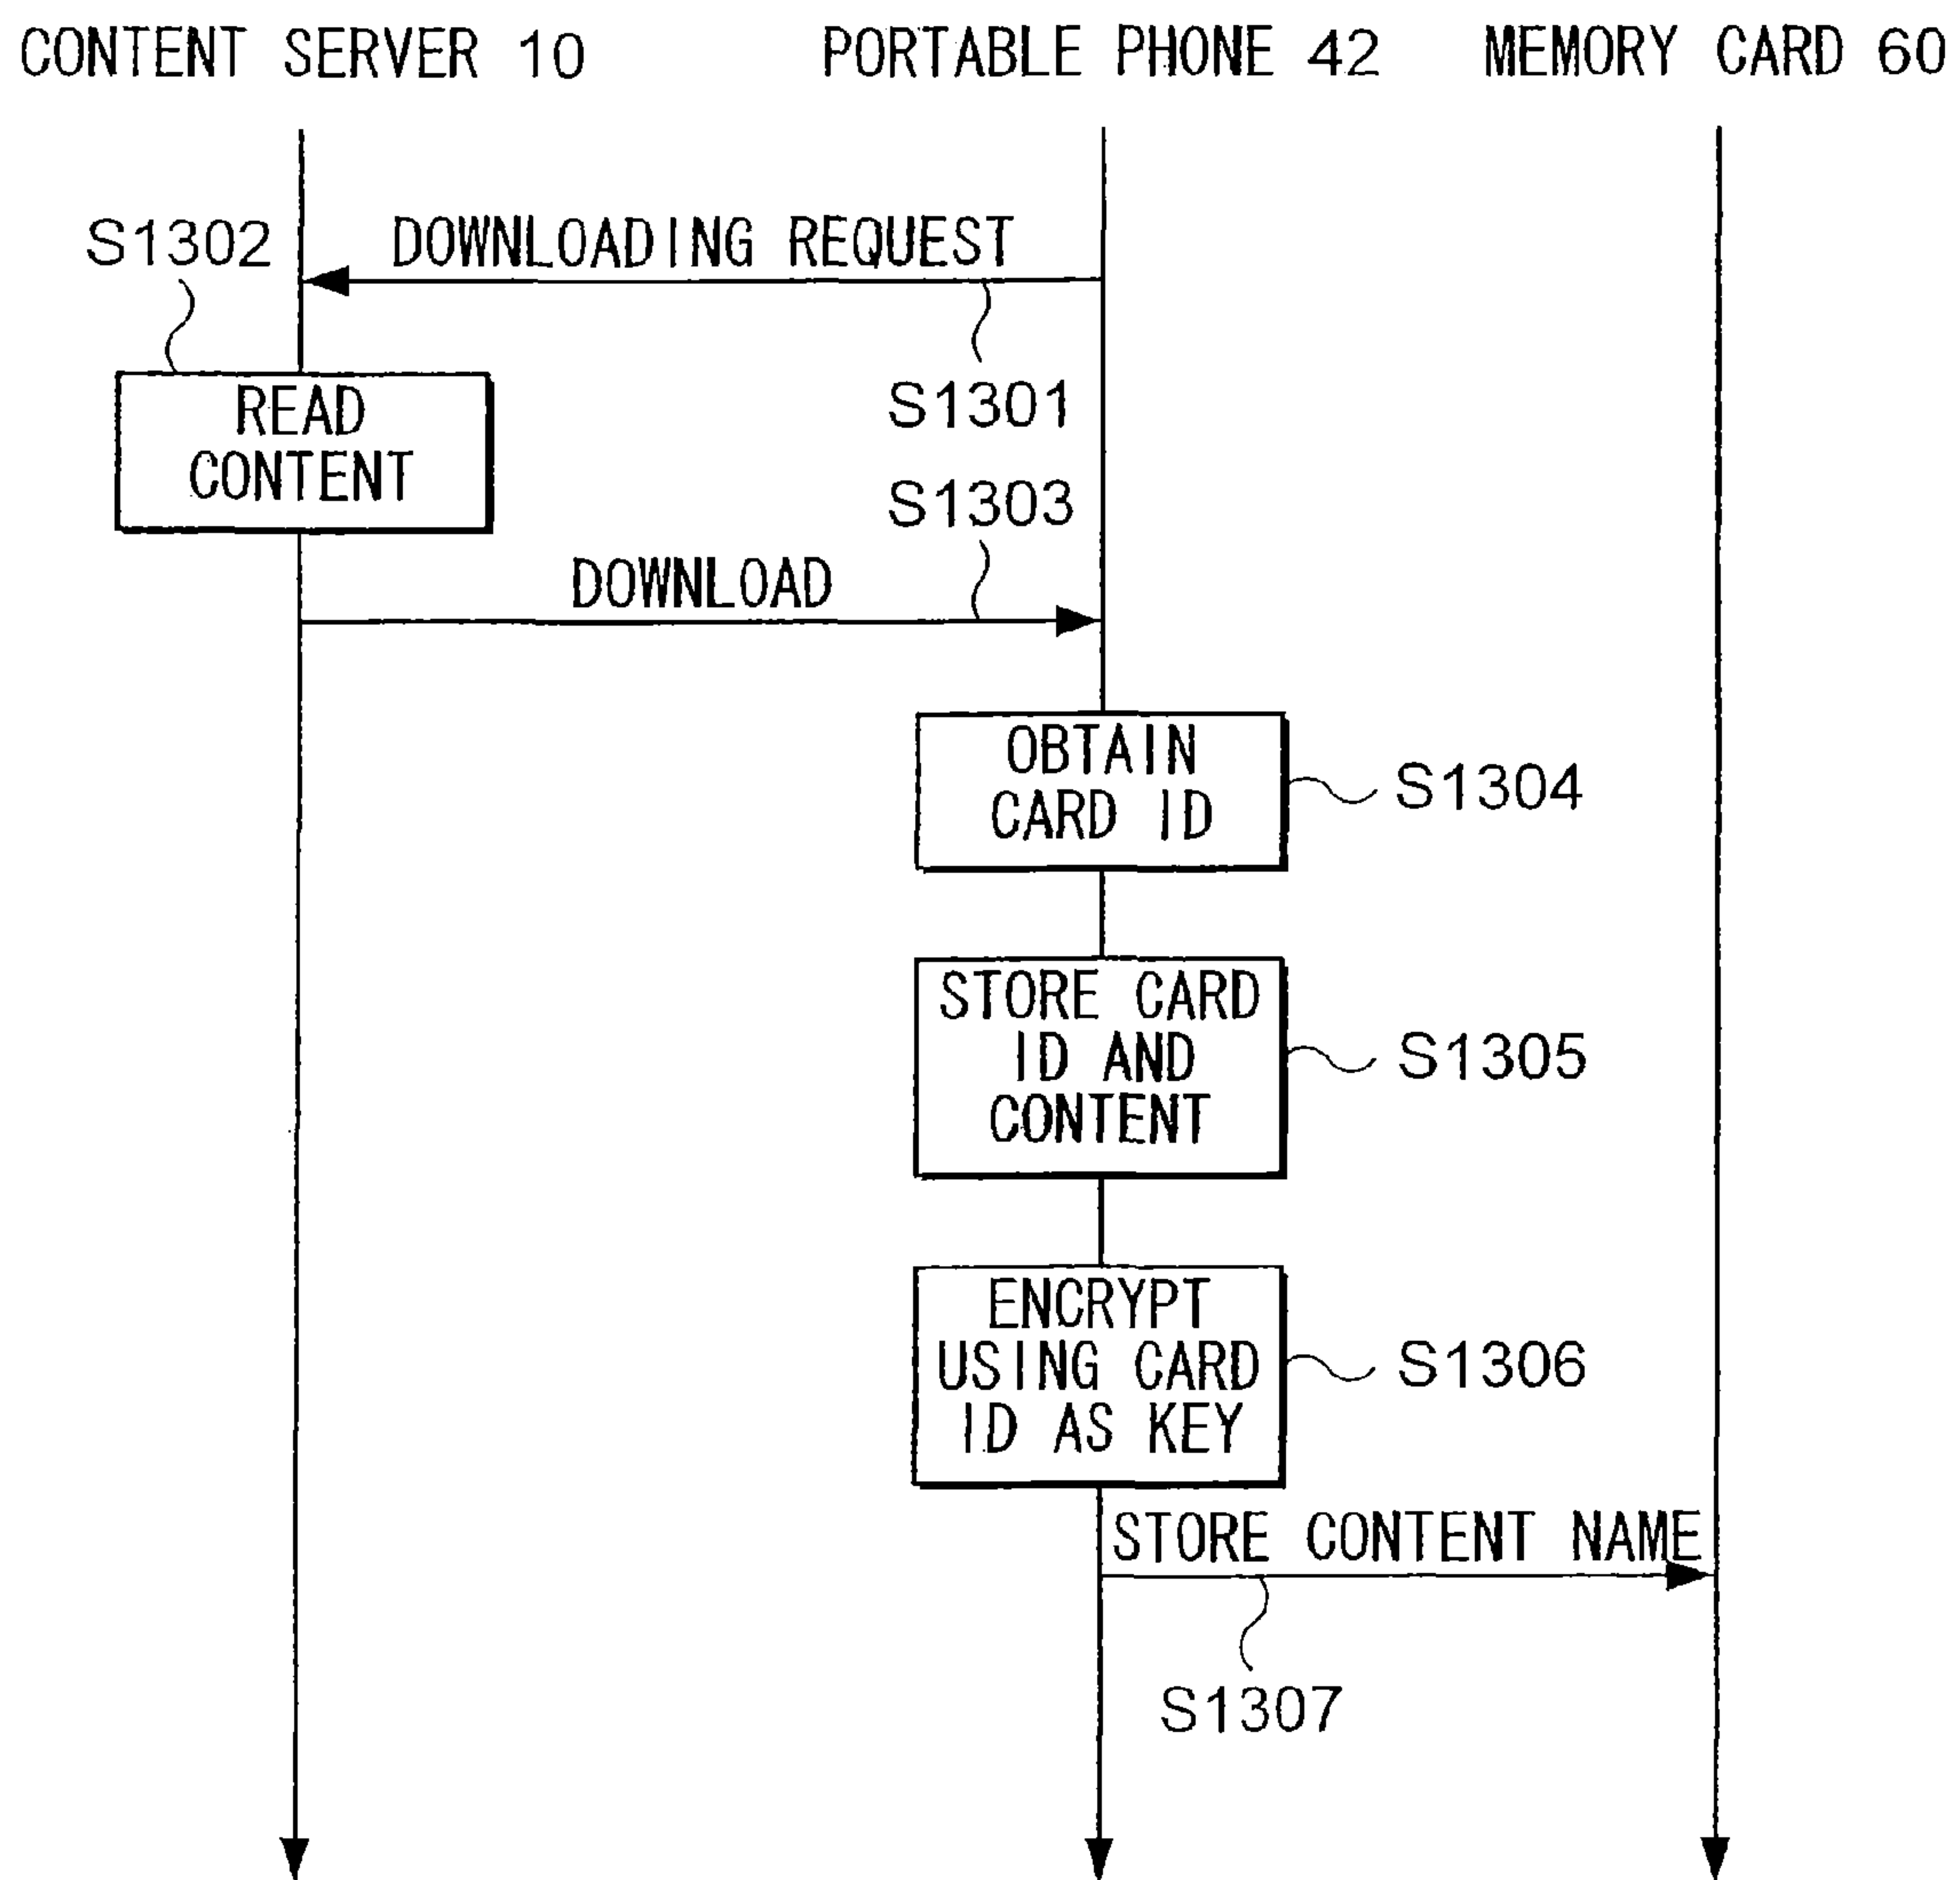 CONTENT SERVER 10
PORTABLE PHONE 42
MEMORY CARD 60
S1302
DOWNLOADING REQUEST
S1301
READ
CONTENT
S1303
DOWNLOAD
OBTAIN
CARD ID
S1304
STORE CARD
ID AND
CONTENT
S1305
ENCRYPT
USING CARD
ID AS KEY
S1306
STORE CONTENT NAME
S1307